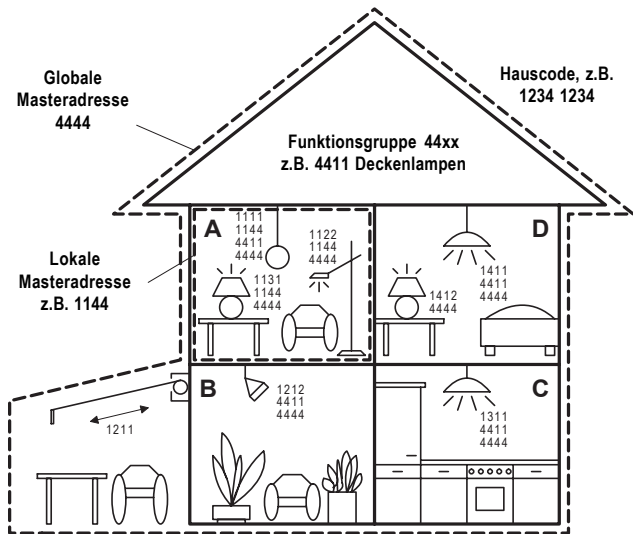 Globale
Masteradresse
4444
Hauscode, z.B.
1234 1234
Funktionsgruppe 44xx
z.B. 4411 Deckenlampen
Lokale
Masteradresse
z.B. 1144
A
1111
1144
4411
4444
1122
1144
4444
1131
1144
4444
D
1411
4411
4444
1412
4444
B
1212
4411
4444
C
1311
4411
4444
1211